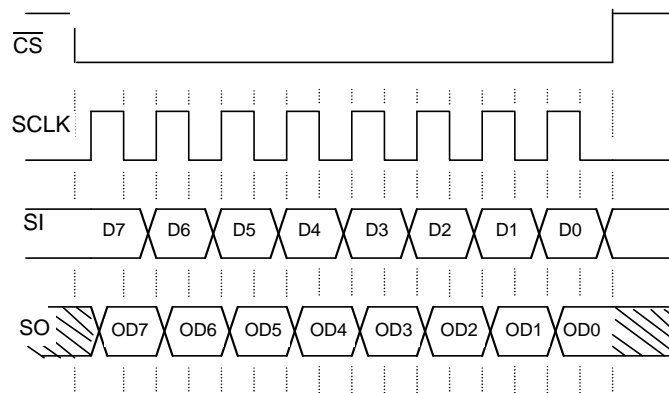 CS
SCLK
SI D7 D6 D5 D4 D3 D2 D1 D0
SO OD7 OD6 OD5 OD4 OD3 OD2 OD1 OD0